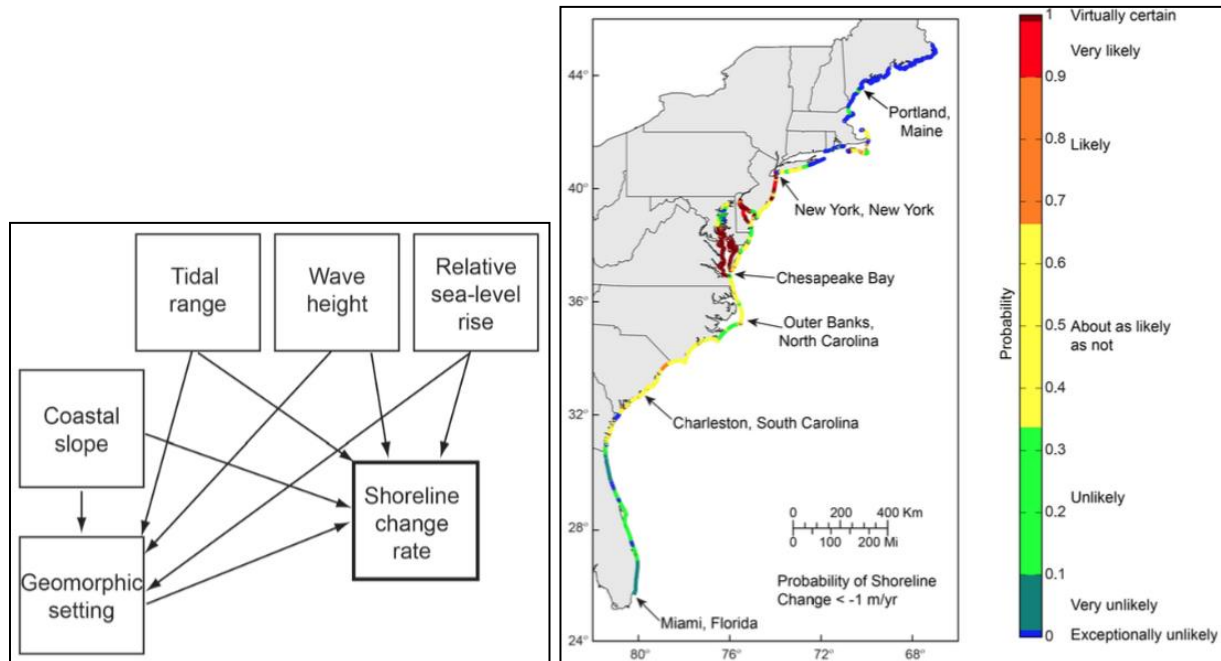 Tidal
range
Wave
height
Relative
sea-level
rise
Coastal
slope
Shoreline
change
rate
Geomorphic
setting
44°
40°
36°
32°
28°
24°
80°
76°
72°
68°
Portland,
Maine
New York, New York
Chesapeake Bay
Outer Banks,
North Carolina
Charleston, South Carolina
0 200 400 Km
0 100 200 Mi
Probability of Shoreline
Change < -1 m/yr
Miami, Florida
Probability
1
0.9
0.8
0.7
0.6
0.5
0.4
0.3
0.2
0.1
0
Virtually certain
Very likely
Likely
About as likely
as not
Unlikely
Very unlikely
Exceptionally unlikely